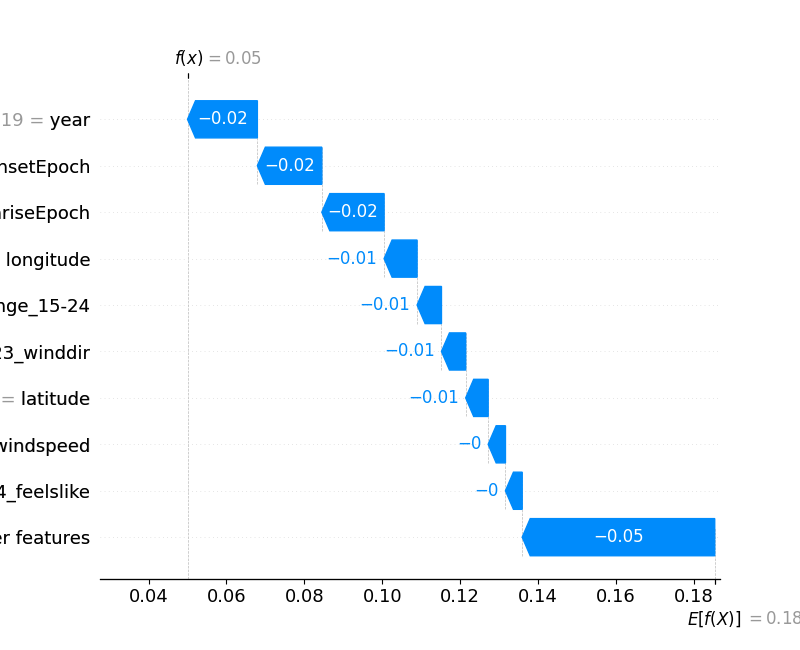 f(x) = 0.05
19 = year
−0.02
nsetEpoch
−0.02
riseEpoch
−0.02
longitude
−0.01
nge_15-24
−0.01
23_winddir
−0.01
= latitude
−0.01
windspeed
−0
4_feelslike
−0
er features
−0.05
0.04 0.06 0.08 0.10 0.12 0.14 0.16 0.18
E[f(X)] = 0.18